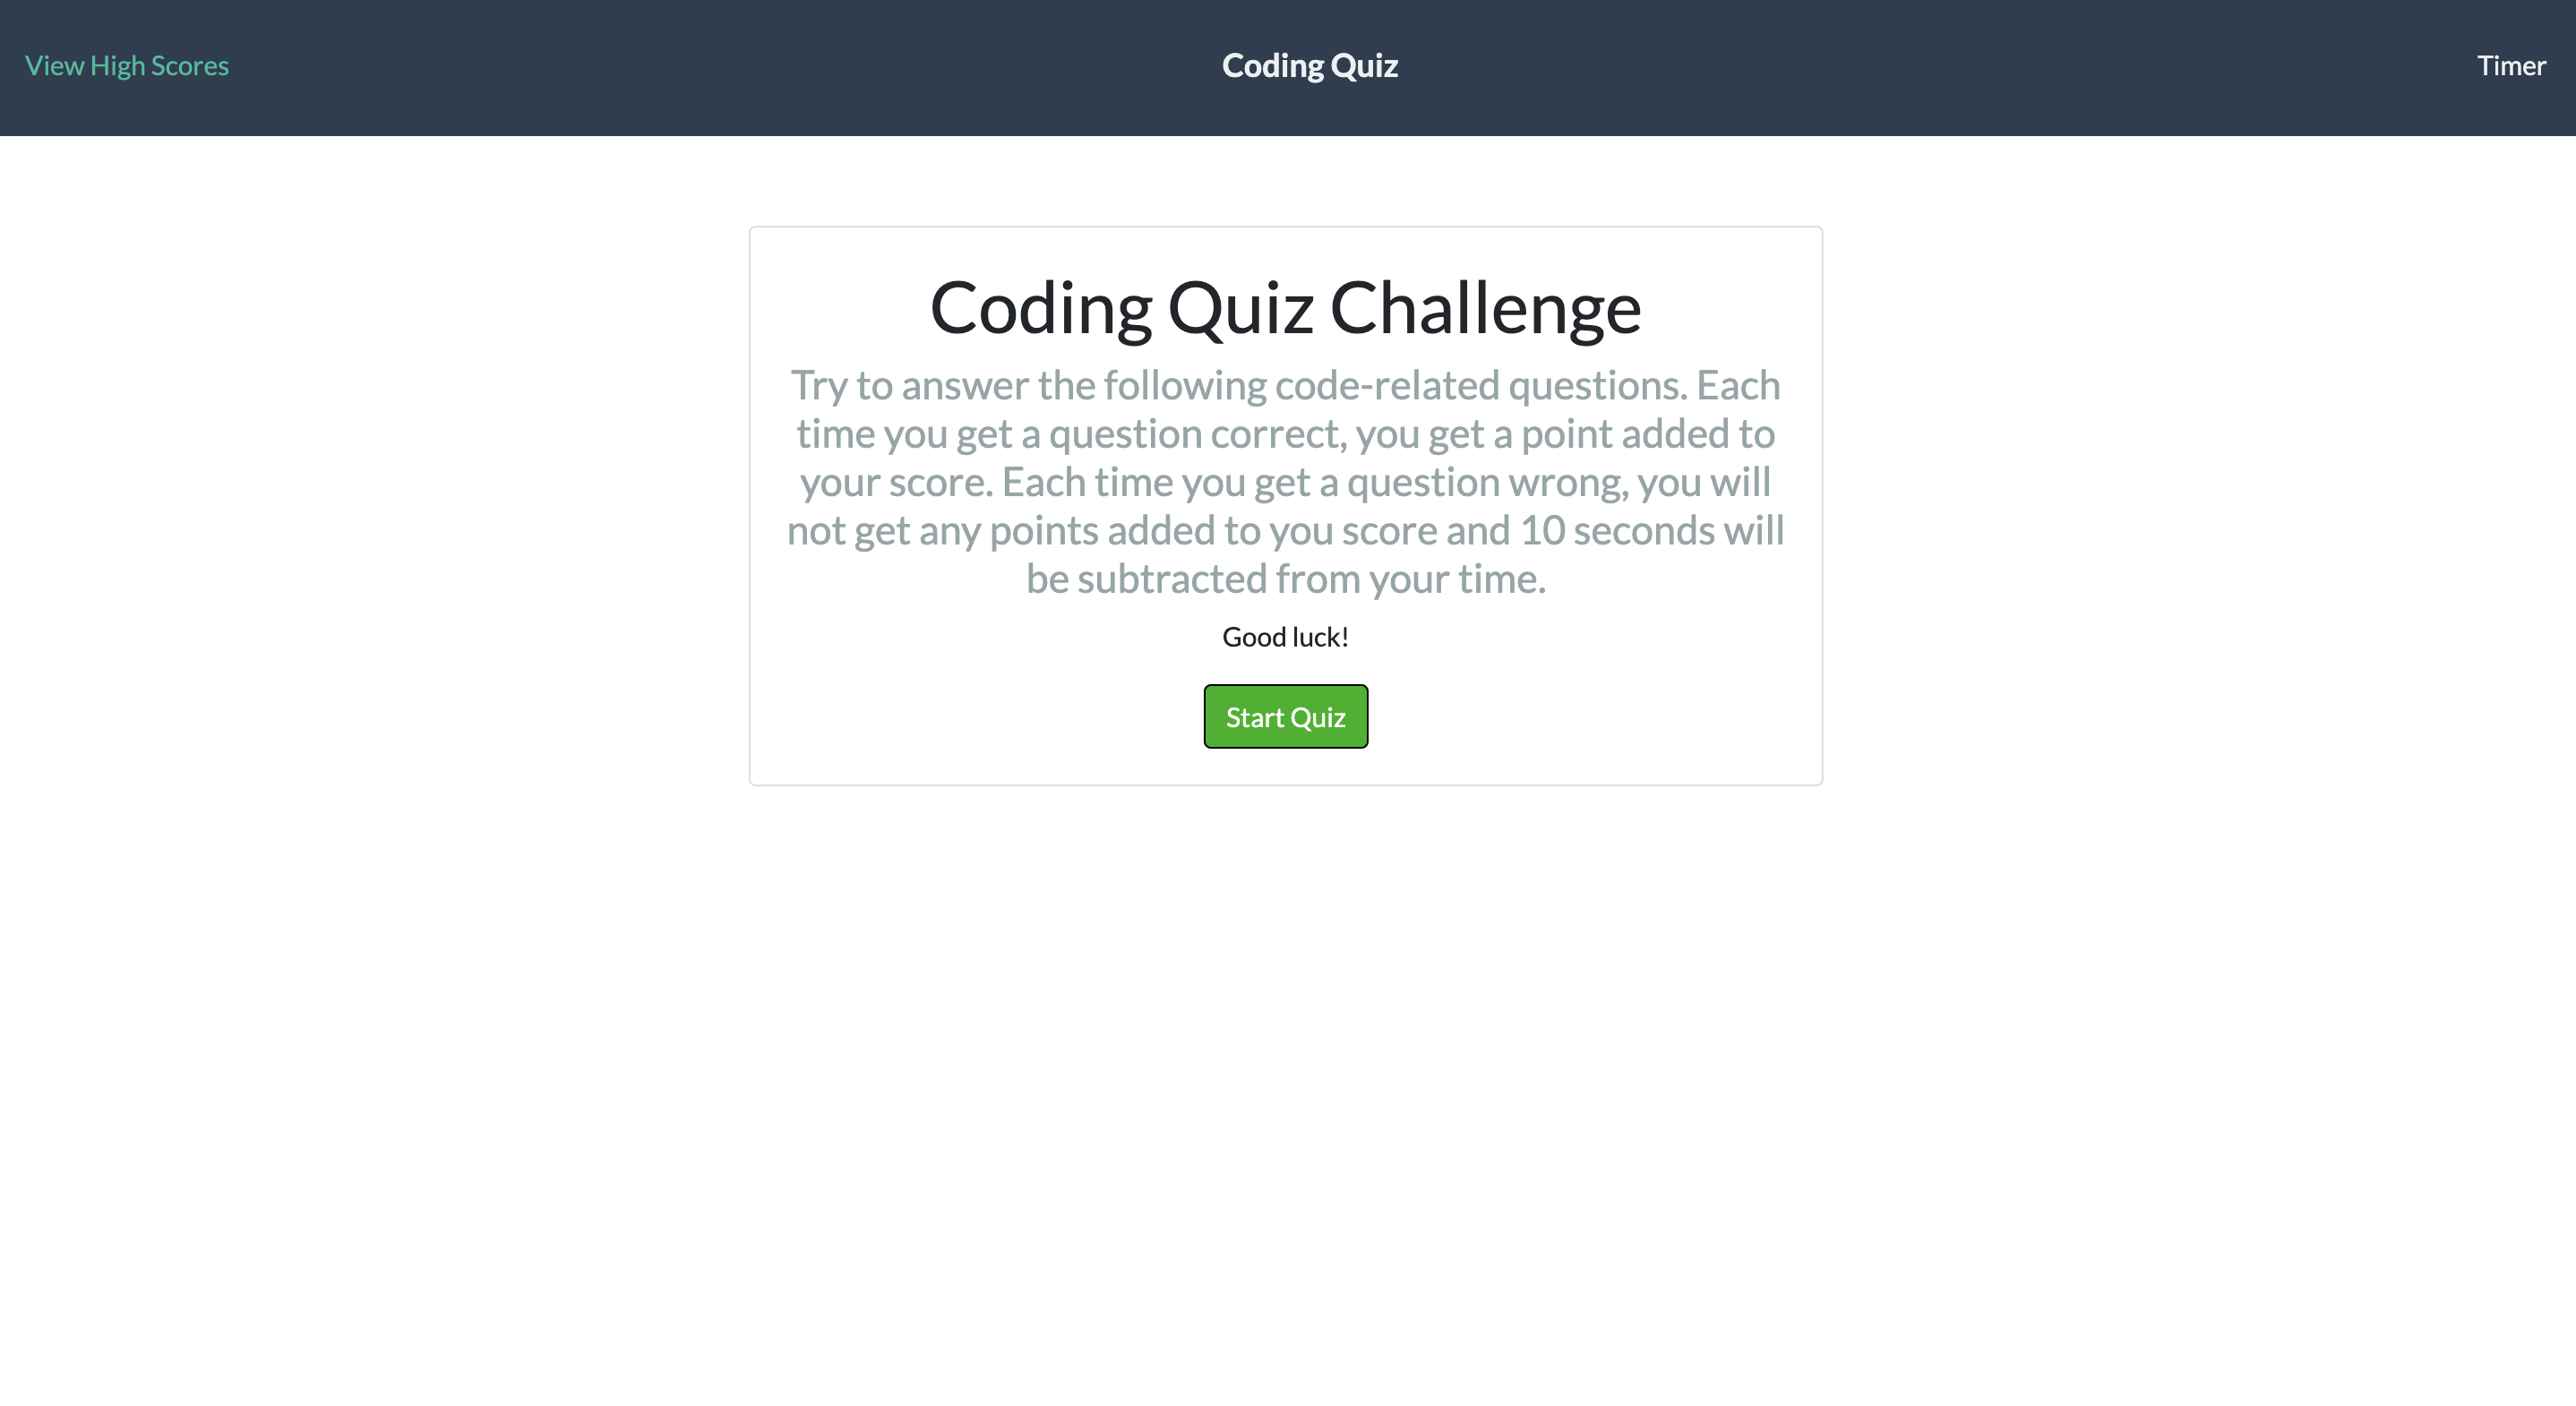 View High Scores
Coding Quiz
Timer
Coding Quiz Challenge
Try to answer the following code-related questions. Each
time you get a question correct, you get a point added to
your score. Each time you get a question wrong, you will
not get any points added to you score and 10 seconds will
be subtracted from your time.
Good luck!
Start Quiz